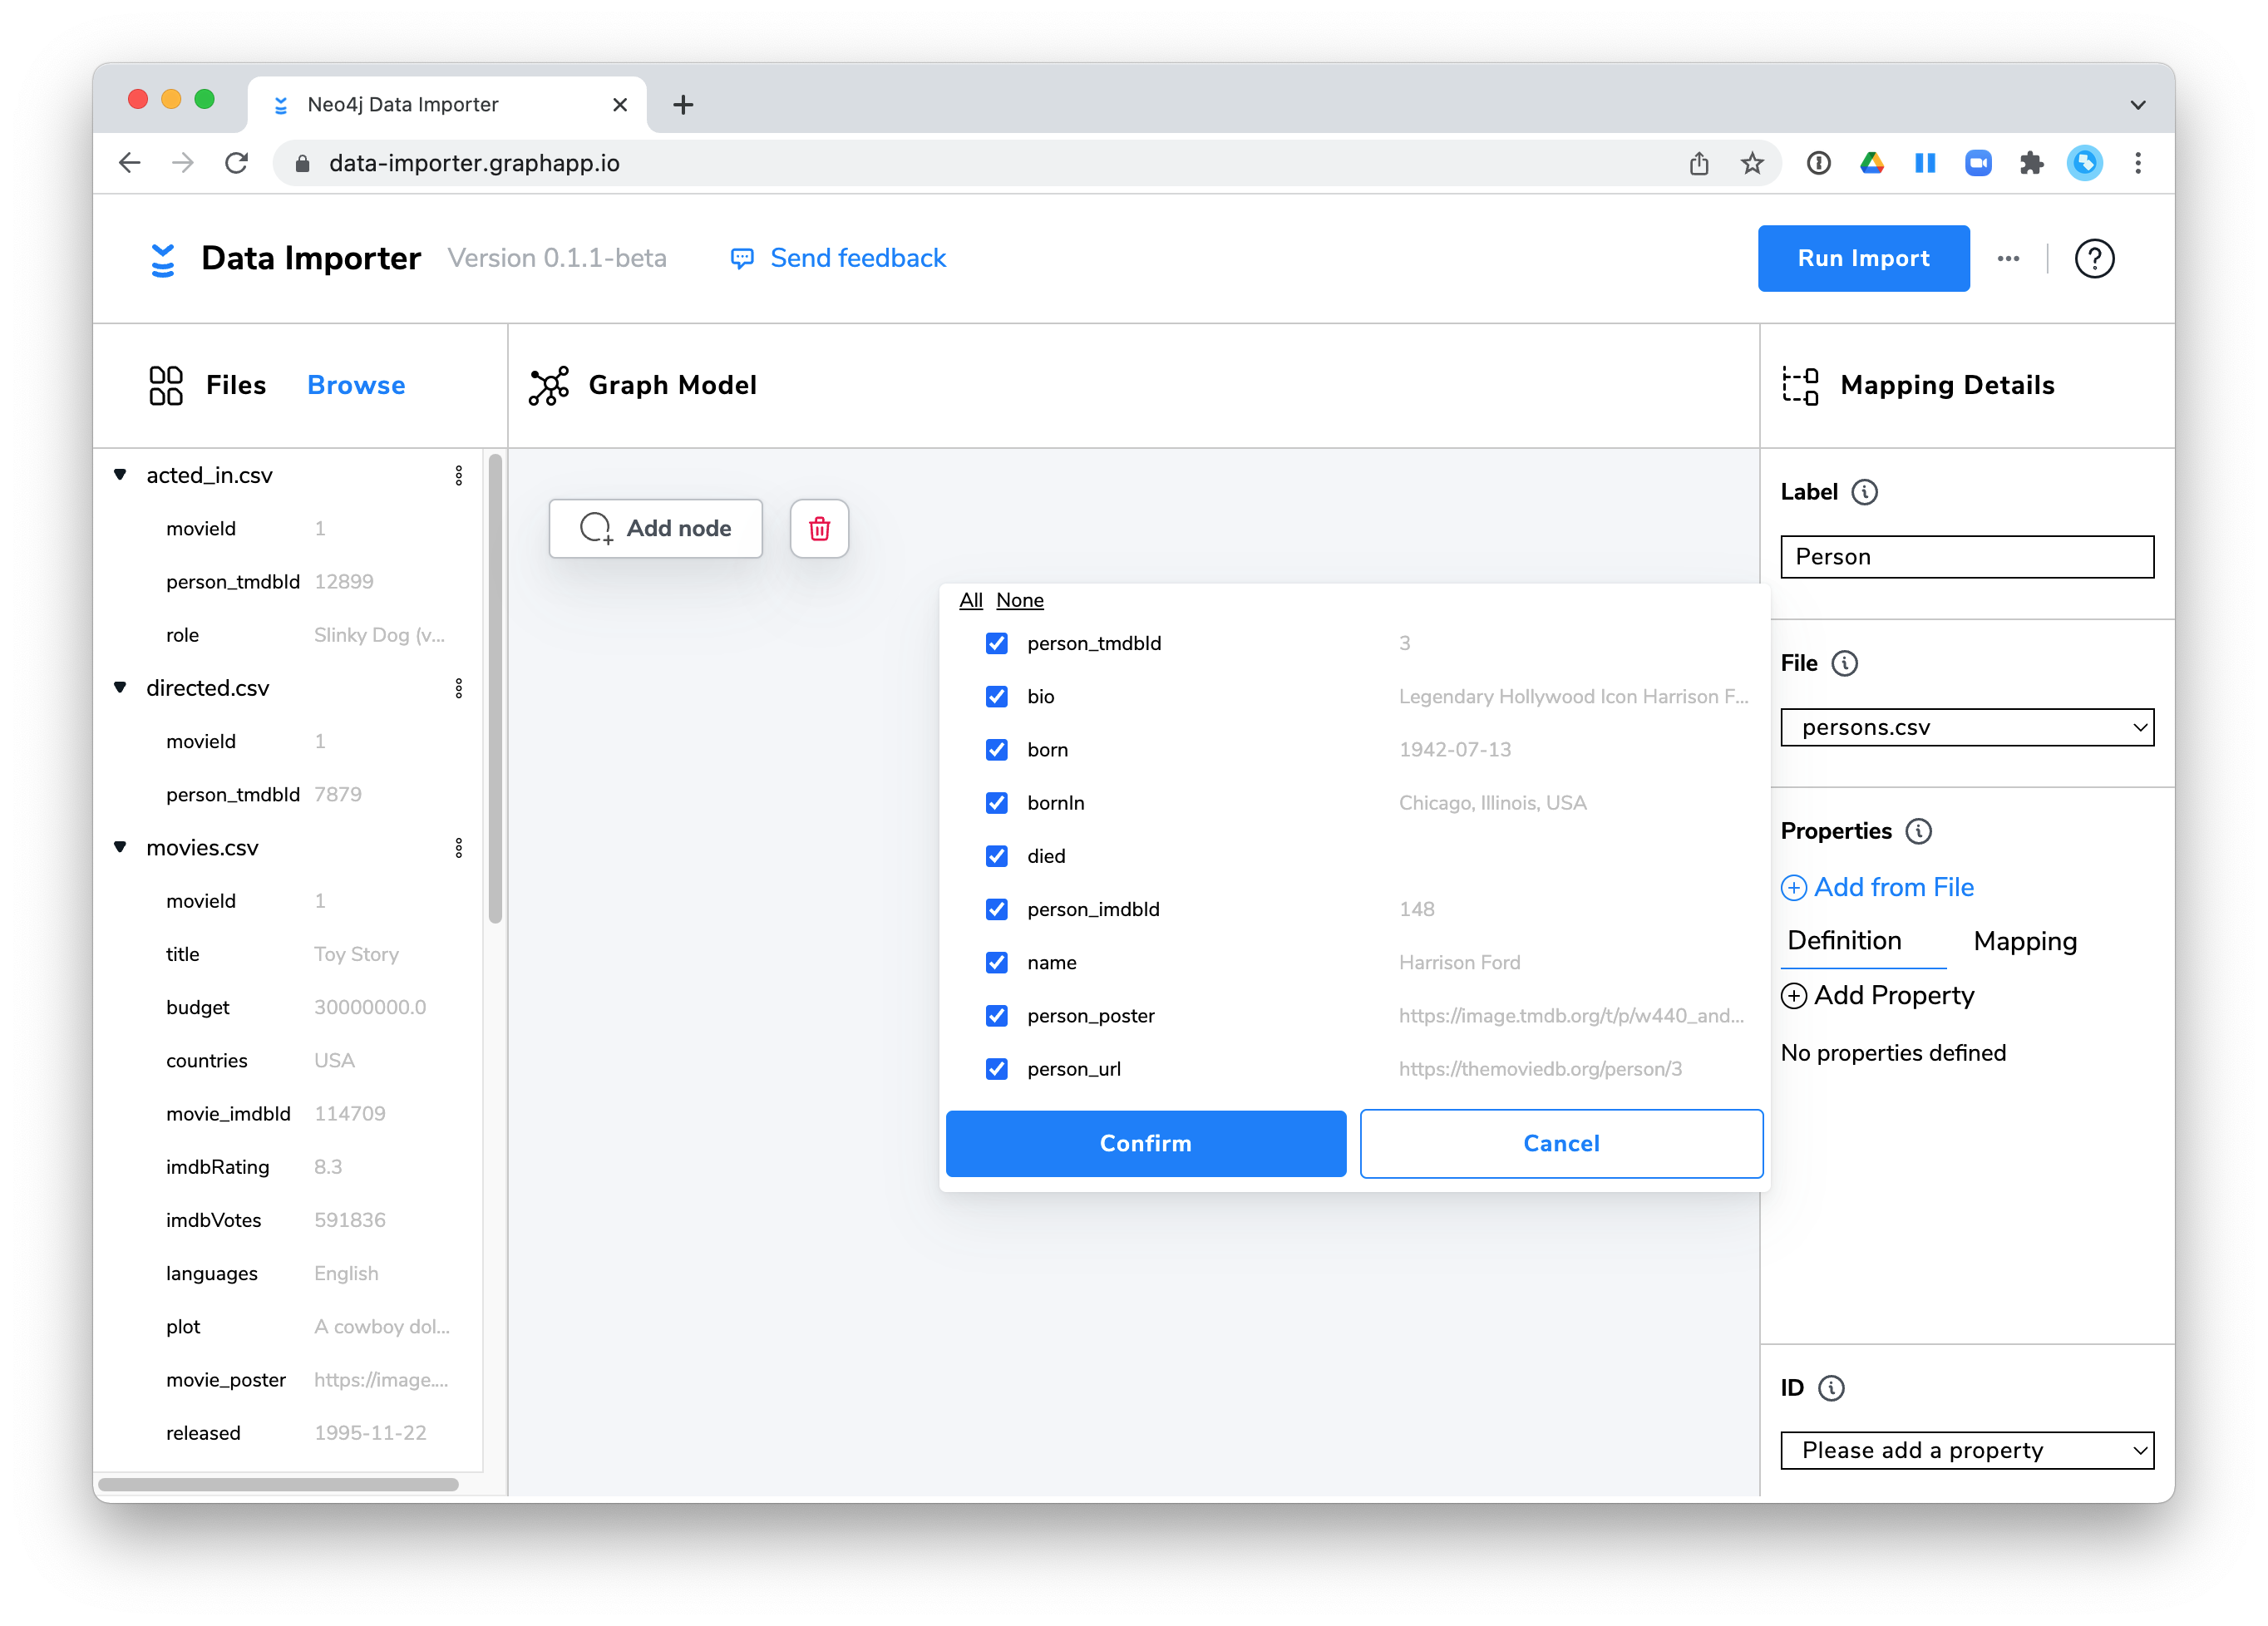 Neo4j Data Importer
data-importer.graphapp.io
Data Importer Version 0.1.1-beta Send feedback Run Import
Files Browse
Graph Model
Mapping Details
acted_in.csv
movieId 1
person_tmdbId 12899
role Slinky Dog (v...
directed.csv
movieId 1
person_tmdbId 7879
movies.csv
movieId 1
title Toy Story
budget 30000000.0
countries USA
movie_imdbId 114709
imdbRating 8.3
imdbVotes 591836
languages English
plot A cowboy dol...
movie_poster https://image....
released 1995-11-22
Add node
All None
person_tmdbId 3
bio Legendary Hollywood Icon Harrison F...
born 1942-07-13
bornIn Chicago, Illinois, USA
died
person_imdbId 148
name Harrison Ford
person_poster https://image.tmdb.org/t/p/w440_and...
person_url https://themoviedb.org/person/3
Confirm Cancel
Label
Person
File
persons.csv
Properties
Add from File
Definition Mapping
Add Property
No properties defined
ID
Please add a property